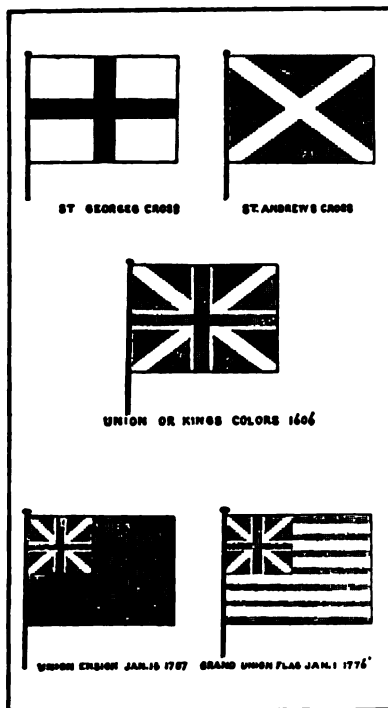 ST GEORGES CROSS
ST. ANDREWS CROSS
UNION OR KINGS COLORS 1606
UNION ENSIGN JAN. 16 1707
GRAND UNION FLAG JAN. 1 1776